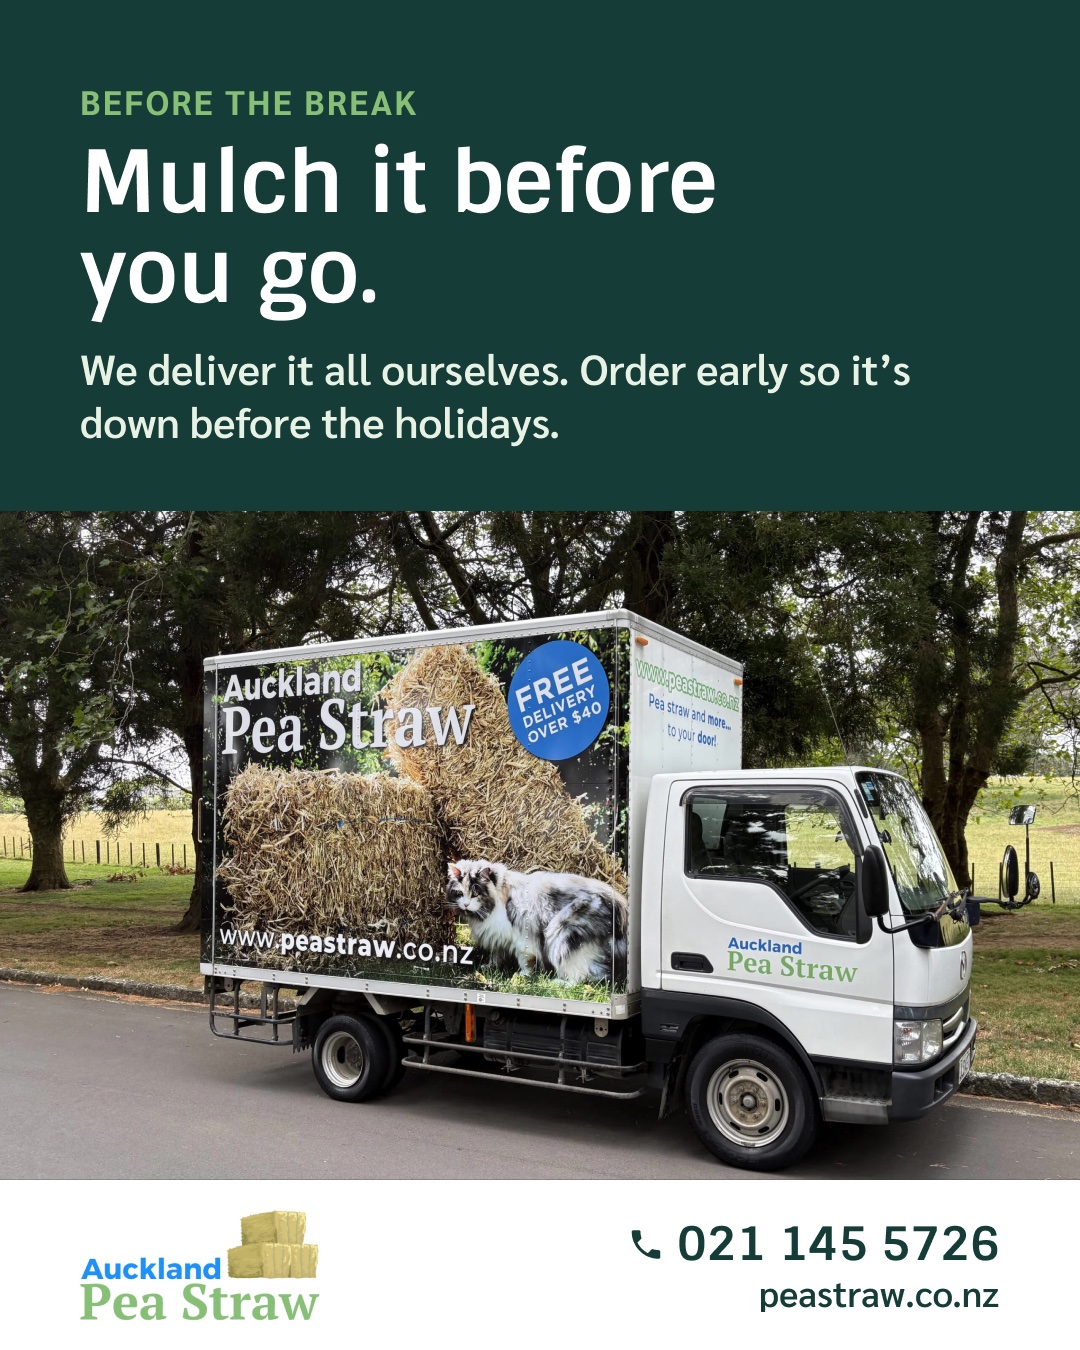 BEFORE THE BREAK
Mulch it before
you go.
We deliver it all ourselves. Order early so it’s
down before the holidays.
Auckland
Pea Straw
FREE
DELIVERY
OVER $40
www.peastraw.co.nz
www.peastraw.co.nz
Pea straw and more...
to your door!
Auckland
Pea Straw
Auckland
Pea Straw
021 145 5726
peastraw.co.nz